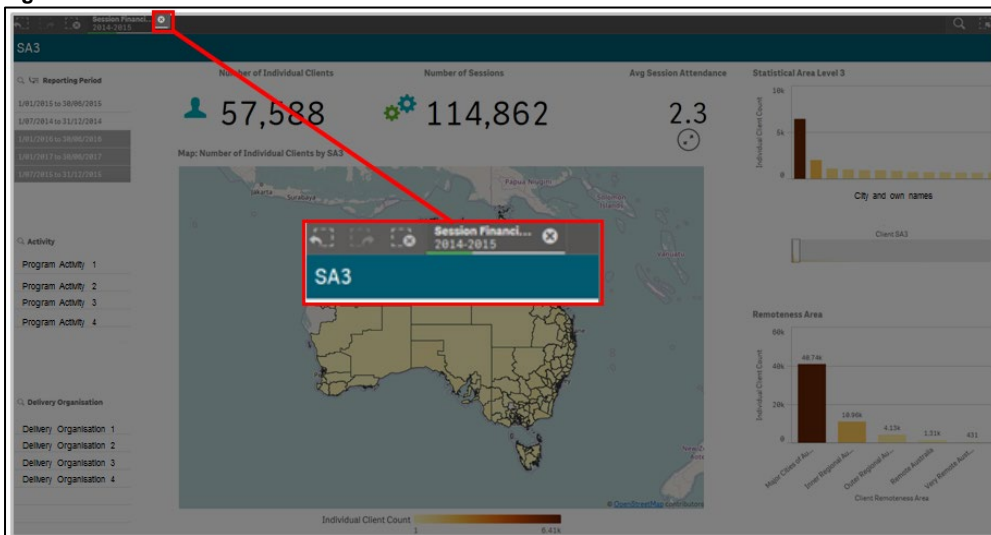 Session Financi...
2014-2015
SA3
Reporting Period
1/01/2015 to 30/06/2015
1/07/2014 to 31/12/2014
1/01/2016 to 30/06/2016
1/01/2017 to 30/06/2017
1/07/2015 to 31/12/2015
Activity
Program Activity 1
Program Activity 2
Program Activity 3
Program Activity 4
Delivery Organisation
Delivery Organisation 1
Delivery Organisation 2
Delivery Organisation 3
Delivery Organisation 4
Number of Individual Clients
57,588
Number of Sessions
114,862
Avg Session Attendance
2.3
Map: Number of Individual Clients by SA3
Jakarta
Surabaya
Papua Niugini
Solomon
Islands
Vanuatu
Session Financi...
2014-2015
SA3
© OpenStreetMap contributors
Individual Client Count
1
6.41k
Statistical Area Level 3
Individual Client Count
10k
5k
0
City and own names
Client SA3
Remoteness Area
Individual Client Count
60k
40k
20k
0
40.74k
10.96k
4.13k
1.31k
431
Major Cities of Au...
Inner Regional Au...
Outer Regional Au...
Remote Australia
Very Remote Aust...
Client Remoteness Area